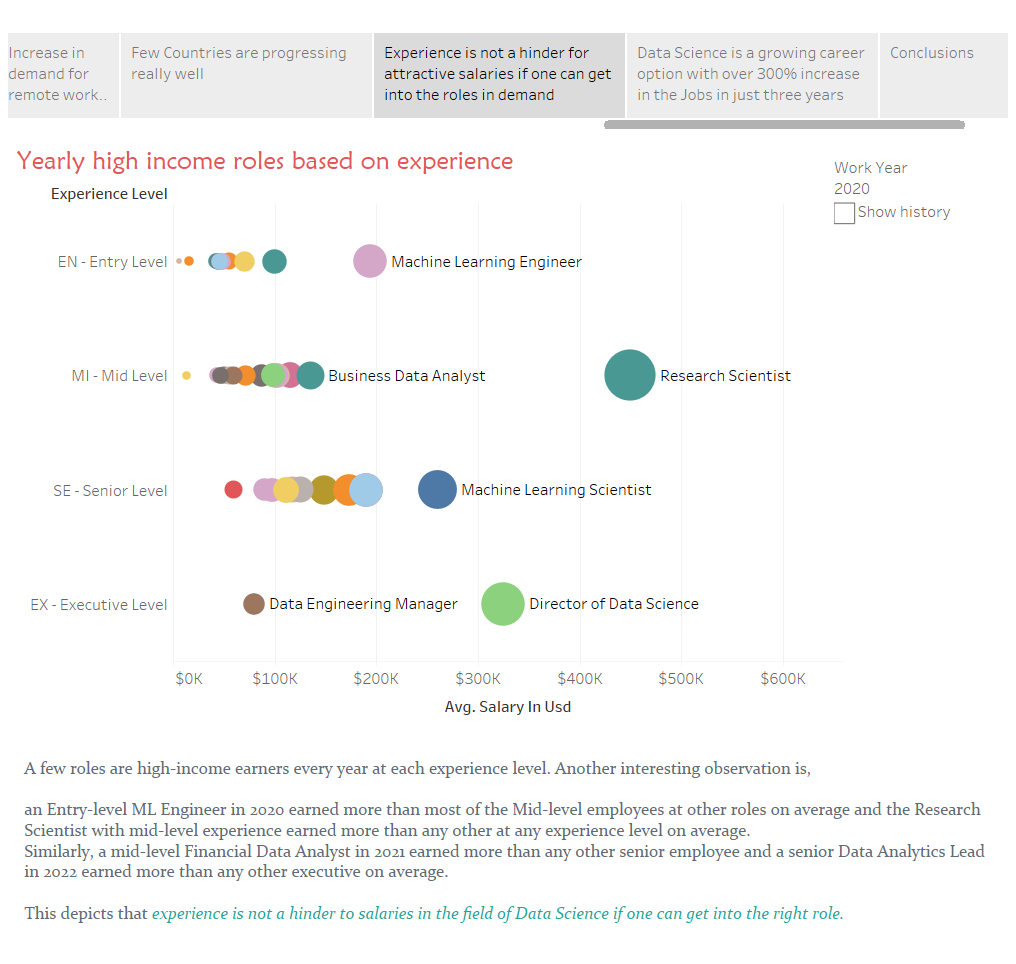 Increase in
demand for
remote work..
Few Countries are progressing
really well
Experience is not a hinder for
attractive salaries if one can get
into the roles in demand
Data Science is a growing career
option with over 300% increase
in the Jobs in just three years
Conclusions
Yearly high income roles based on experience
Work Year
2020
Show history
Experience Level
EN - Entry Level
Machine Learning Engineer
MI - Mid Level
Business Data Analyst
Research Scientist
SE - Senior Level
Machine Learning Scientist
EX - Executive Level
Data Engineering Manager
Director of Data Science
$0K $100K $200K $300K $400K $500K $600K
Avg. Salary In Usd
A few roles are high-income earners every year at each experience level. Another interesting observation is,
an Entry-level ML Engineer in 2020 earned more than most of the Mid-level employees at other roles on average and the Research
Scientist with mid-level experience earned more than any other at any experience level on average.
Similarly, a mid-level Financial Data Analyst in 2021 earned more than any other senior employee and a senior Data Analytics Lead
in 2022 earned more than any other executive on average.
This depicts that experience is not a hinder to salaries in the field of Data Science if one can get into the right role.